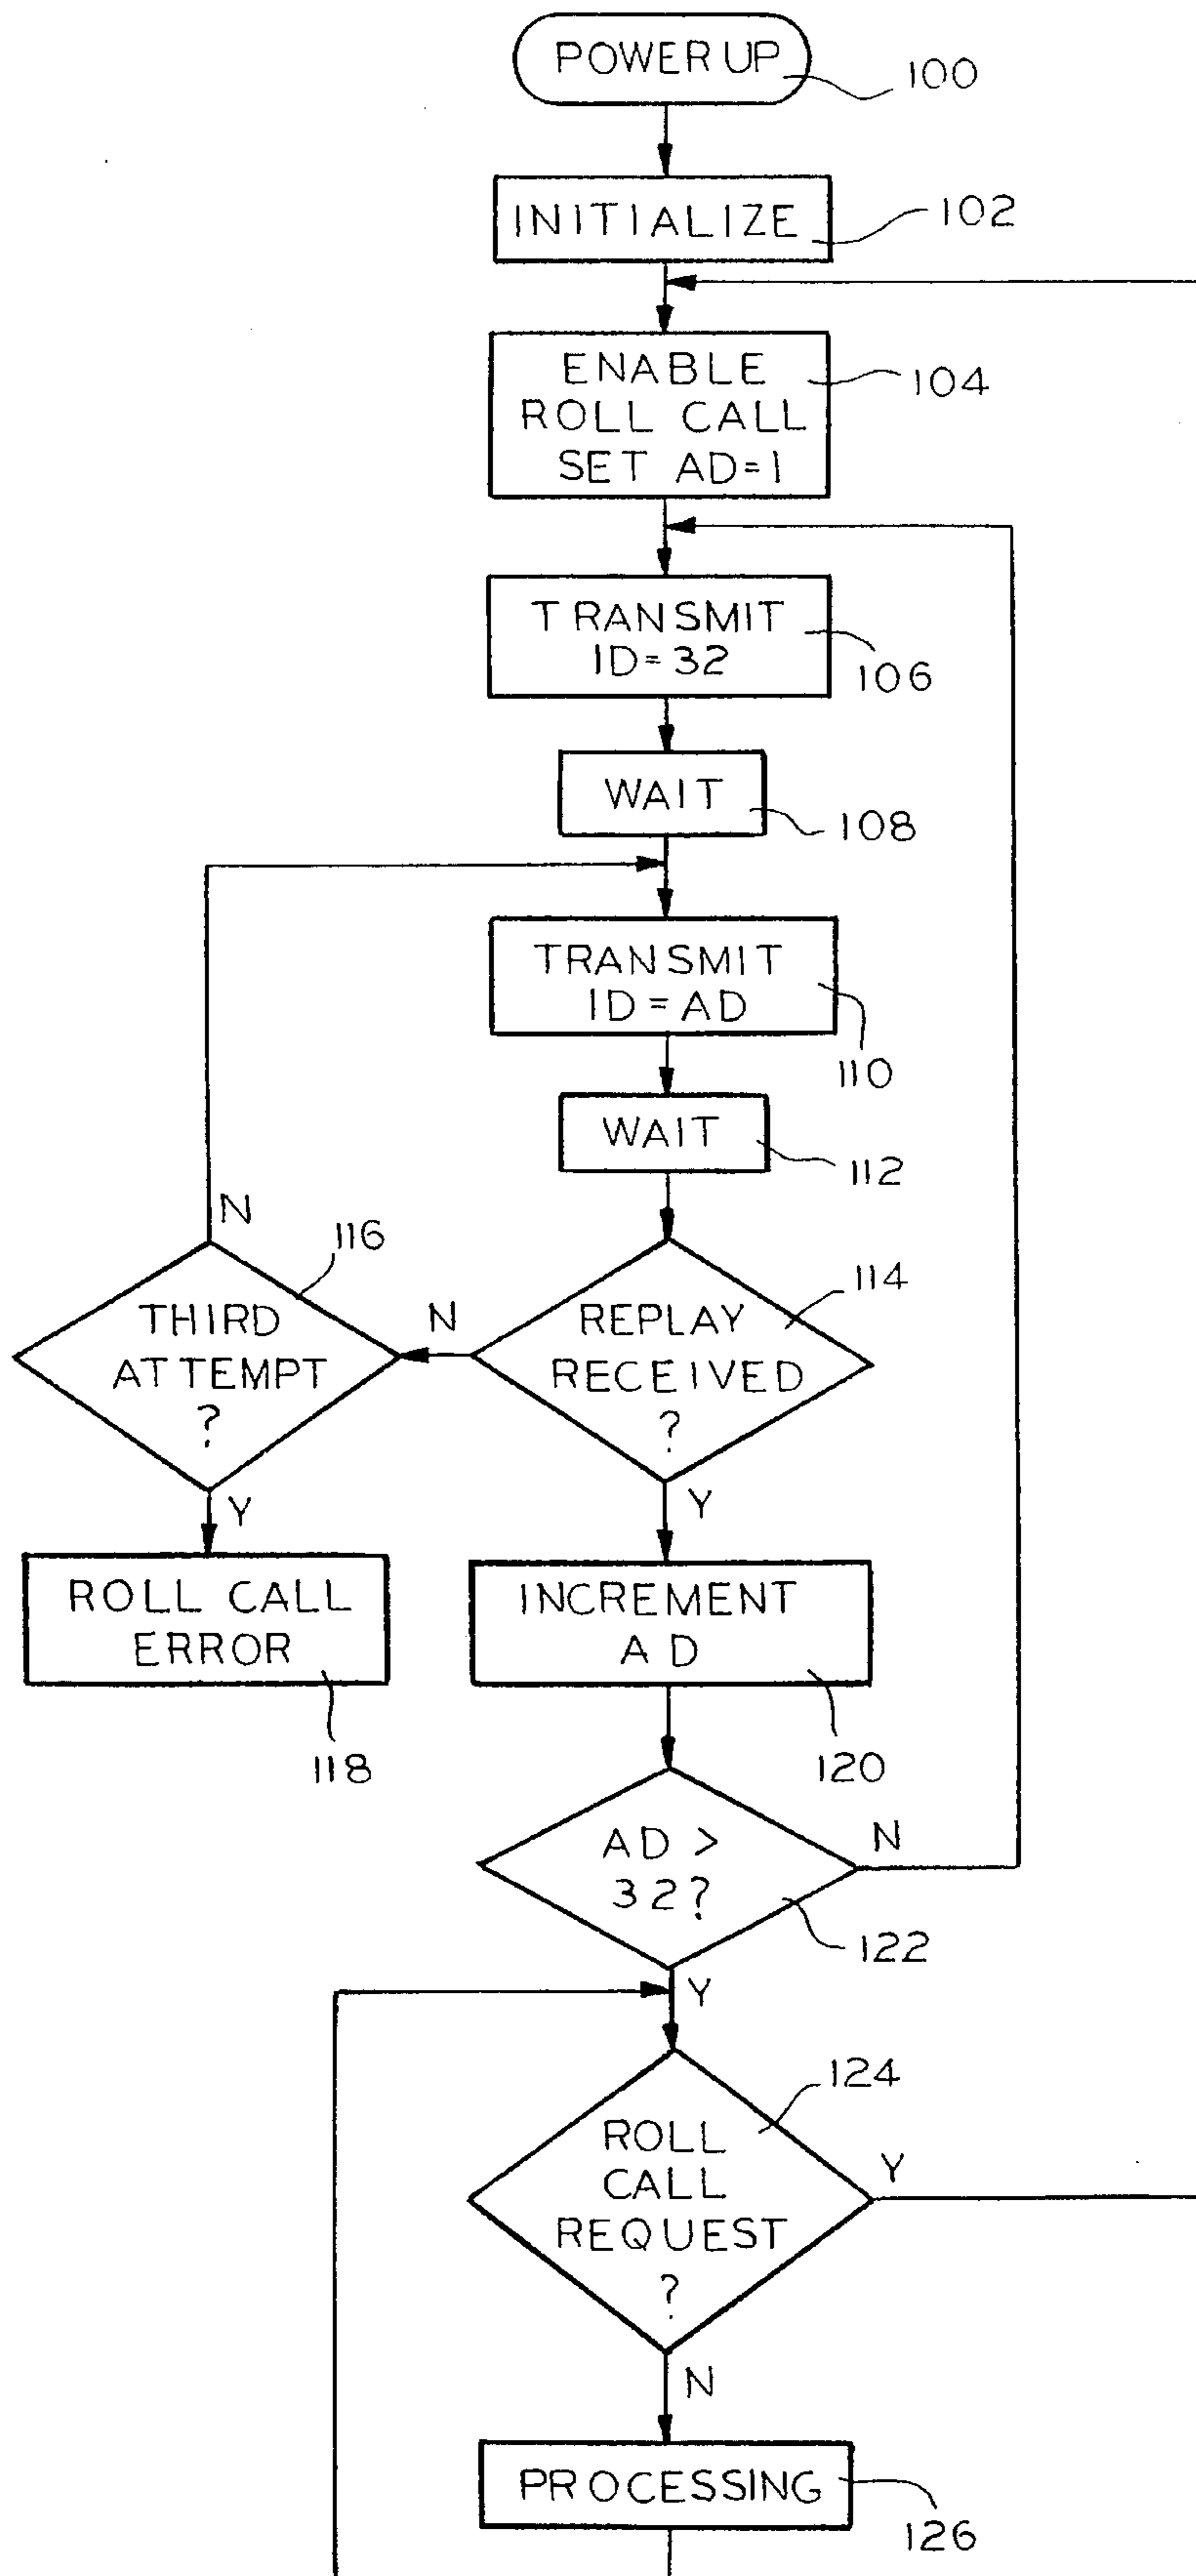 POWER UP
100
INITIALIZE
102
ENABLE
ROLL CALL
SET AD=1
104
TRANSMIT
ID=32
106
WAIT
108
TRANSMIT
ID=AD
110
WAIT
112
N
116
THIRD
ATTEMPT
?
N
114
REPLAY
RECEIVED
?
Y
Y
ROLL CALL
ERROR
118
INCREMENT
AD
120
AD >
32?
N
122
Y
124
ROLL
CALL
REQUEST
?
Y
N
PROCESSING
126